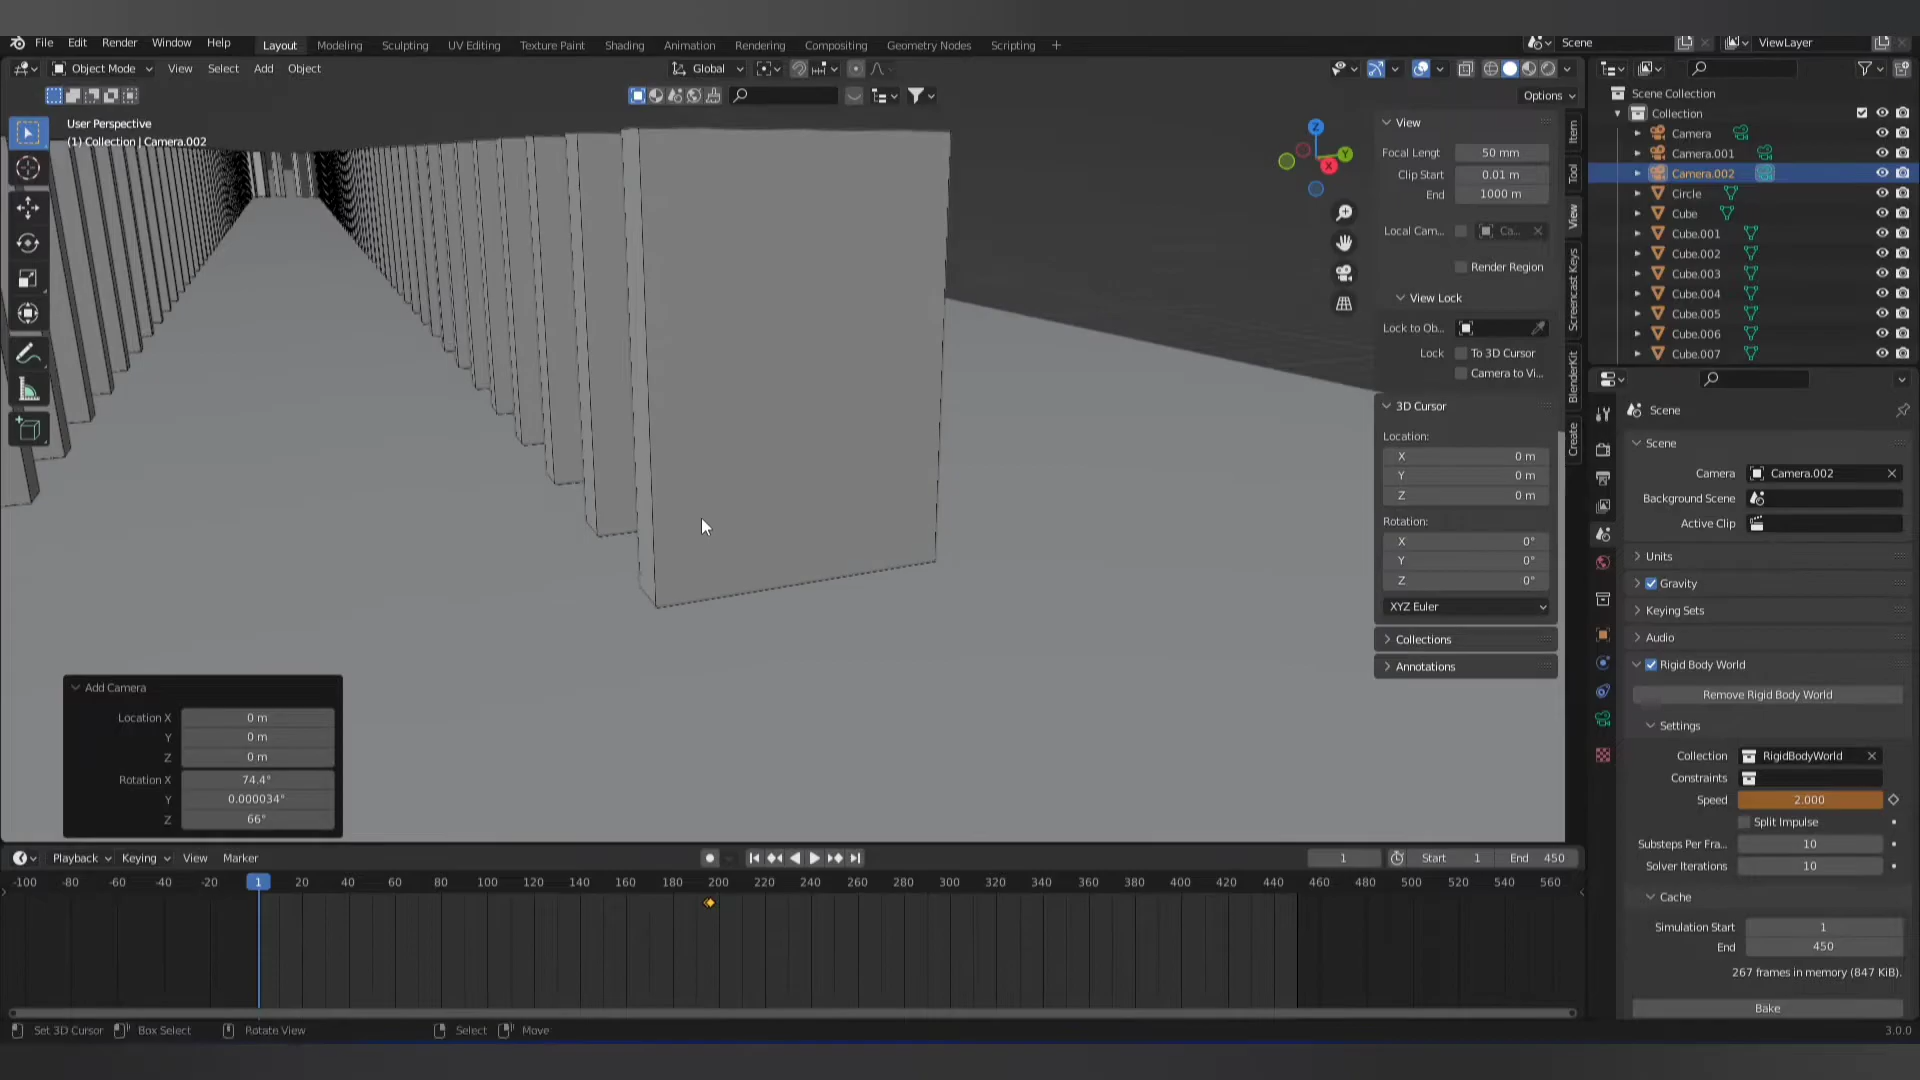 File Edit Render Window Help Layout Modeling Sculpting UV Editing Texture Paint Shading Animation Rendering Compositing Geometry Nodes Scripting + Scene ViewLayer
Object Mode View Select Add Object Global
Options
User Perspective
(1) Collection | Camera.002
Z
Y
X
View
Focal Lengt 50 mm
Clip Start 0.01 m
End 1000 m
Local Cam... Ca...
Render Region
View Lock
Lock to Ob...
Lock To 3D Cursor
Camera to Vi...
3D Cursor
Location:
X 0 m
Y 0 m
Z 0 m
Rotation:
X 0°
Y 0°
Z 0°
XYZ Euler
Collections
Annotations
Item
Tool
View
Screencast Keys
BlenderKit
Create
Scene Collection
Collection
Camera
Camera.001
Camera.002
Circle
Cube
Cube.001
Cube.002
Cube.003
Cube.004
Cube.005
Cube.006
Cube.007
Scene
Scene
Camera Camera.002
Background Scene
Active Clip
Units
Gravity
Keying Sets
Audio
Rigid Body World
Remove Rigid Body World
Settings
Collection RigidBodyWorld
Constraints
Speed 2.000
Split Impulse
Substeps Per Fra... 10
Solver Iterations 10
Cache
Simulation Start 1
End 450
267 frames in memory (847 KiB).
Bake
Add Camera
Location X 0 m
Y 0 m
Z 0 m
Rotation X 74.4°
Y 0.000034°
Z 66°
Playback Keying View Marker 1 Start 1 End 450
-100 -80 -60 -40 -20 1 20 40 60 80 100 120 140 160 180 200 220 240 260 280 300 320 340 360 380 400 420 440 460 480 500 520 540 560
Set 3D Cursor Box Select Rotate View Select Move 3.0.0